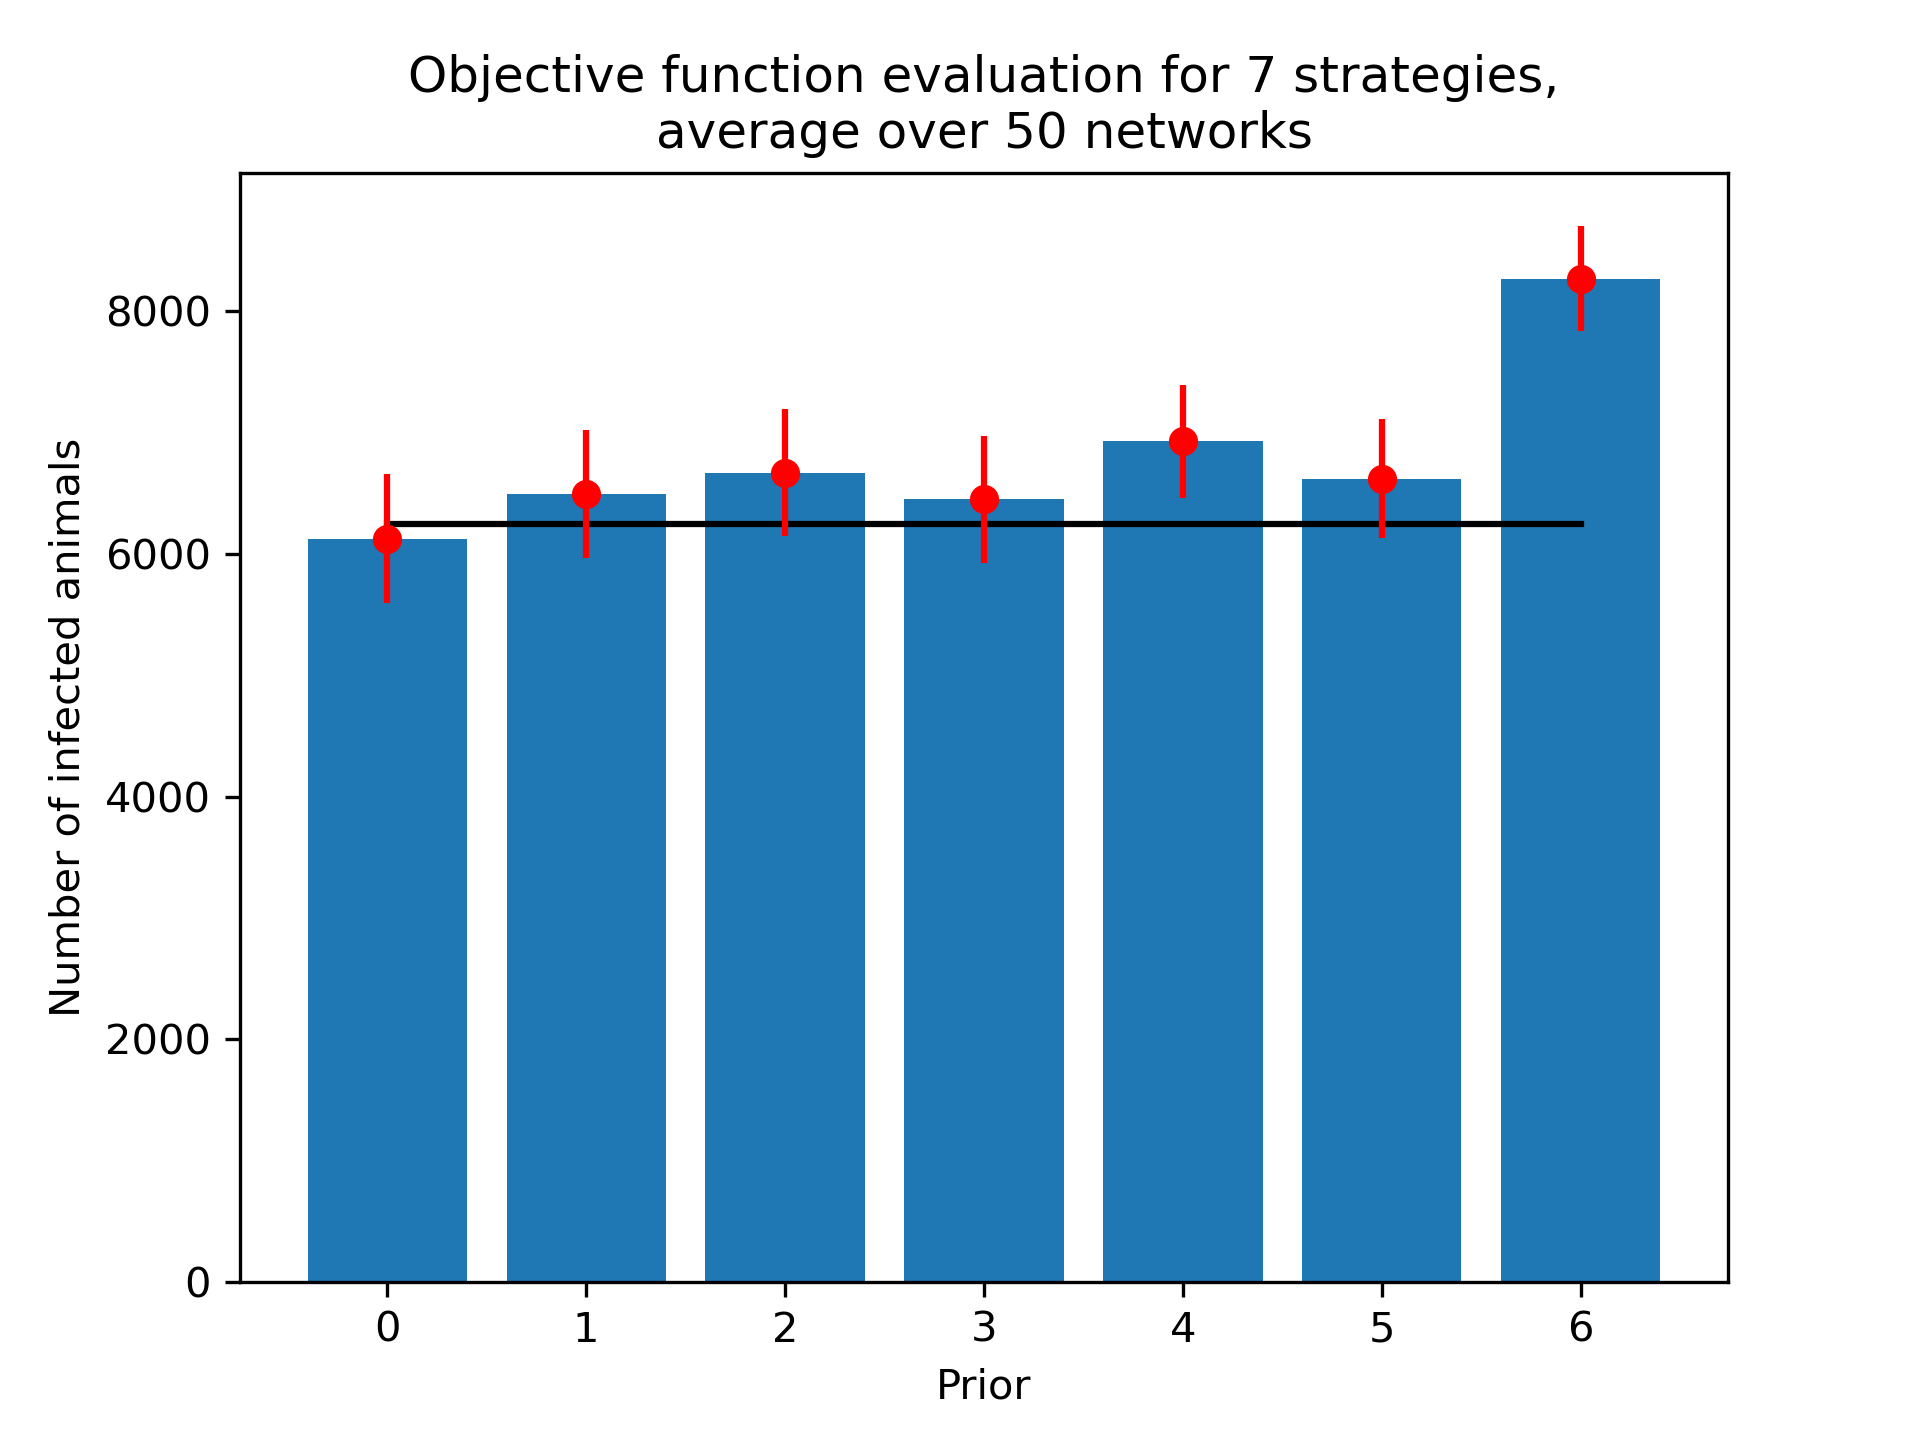 Objective function evaluation for 7 strategies,
average over 50 networks
Number of infected animals
8000
6000
4000
2000
0
0 1 2 3 4 5 6
Prior